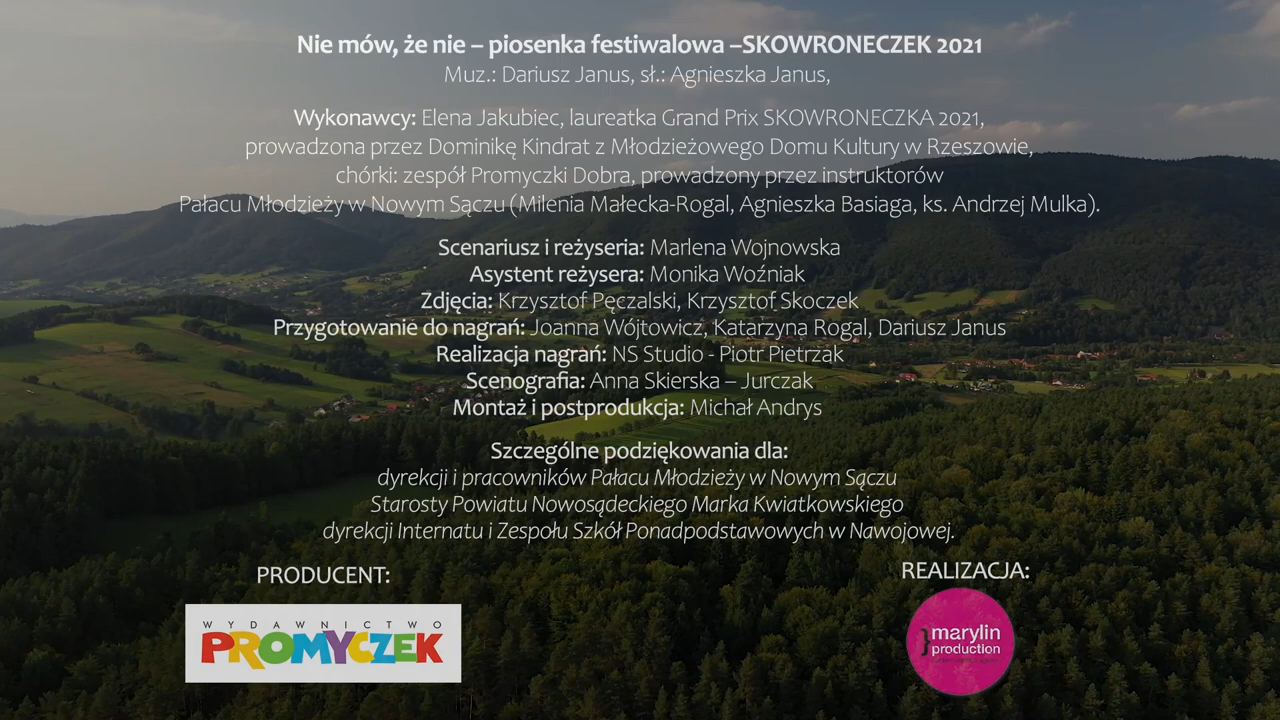 Nie mów, że nie – piosenka festiwalowa –SKOWRONECZEK 2021
Muz.: Dariusz Janus, sł.: Agnieszka Janus,
Wykonawcy: Elena Jakubiec, laureatka Grand Prix SKOWRONECZKA 2021,
prowadzona przez Dominikę Kindrat z Młodzieżowego Domu Kultury w Rzeszowie,
chórki: zespół Promyczki Dobra, prowadzony przez instruktorów
Pałacu Młodzieży w Nowym Sączu (Milenia Małecka-Rogal, Agnieszka Basiaga, ks. Andrzej Mulka).
Scenariusz i reżyseria: Marlena Wojnowska
Asystent reżysera: Monika Woźniak
Zdjęcia: Krzysztof Pęczalski, Krzysztof Skoczek
Przygotowanie do nagrań: Joanna Wójtowicz, Katarzyna Rogal, Dariusz Janus
Realizacja nagrań: NS Studio - Piotr Pietrzak
Scenografia: Anna Skierska – Jurczak
Montaż i postprodukcja: Michał Andrys
Szczególne podziękowania dla:
dyrekcji i pracowników Pałacu Młodzieży w Nowym Sączu
Starosty Powiatu Nowosądeckiego Marka Kwiatkowskiego
dyrekcji Internatu i Zespołu Szkół Ponadpodstawowych w Nawojowej.
PRODUCENT:
REALIZACJA:
WYDAWNICTWO
PROMYCZEK
marylin
production